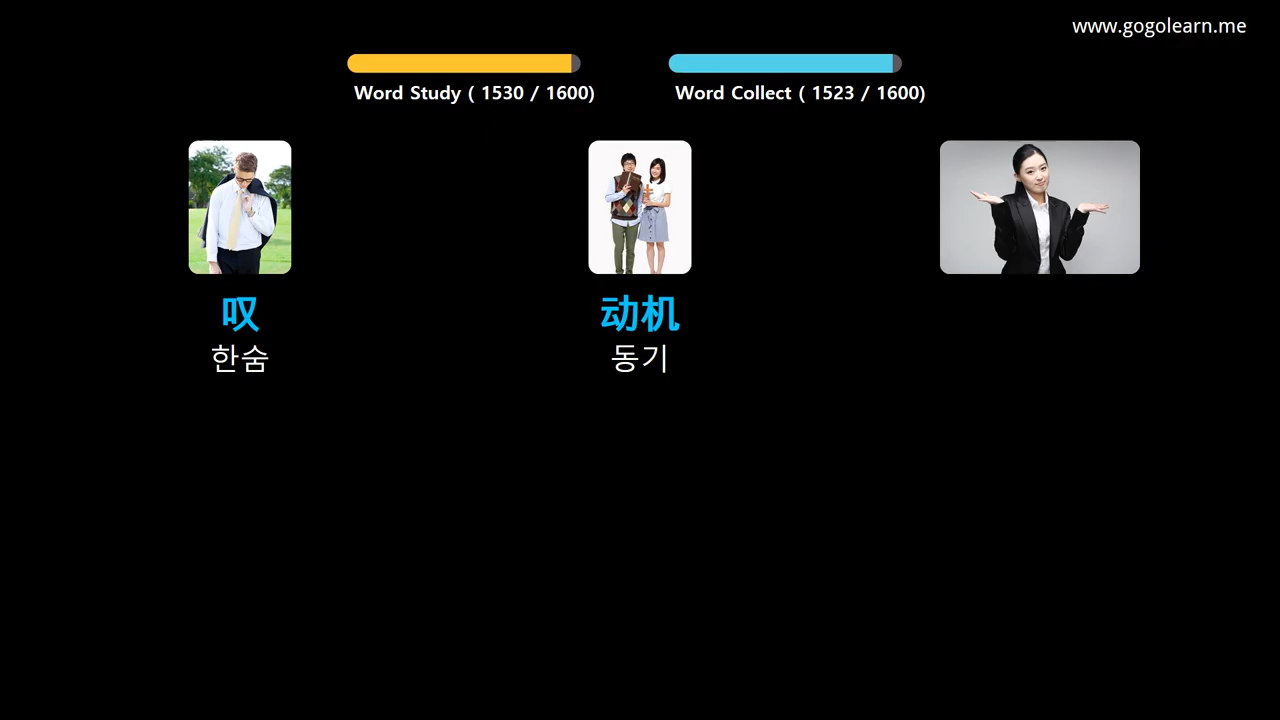 www.gogolearn.me
Word Study ( 1530 / 1600)
Word Collect ( 1523 / 1600)
叹
한숨
动机
동기